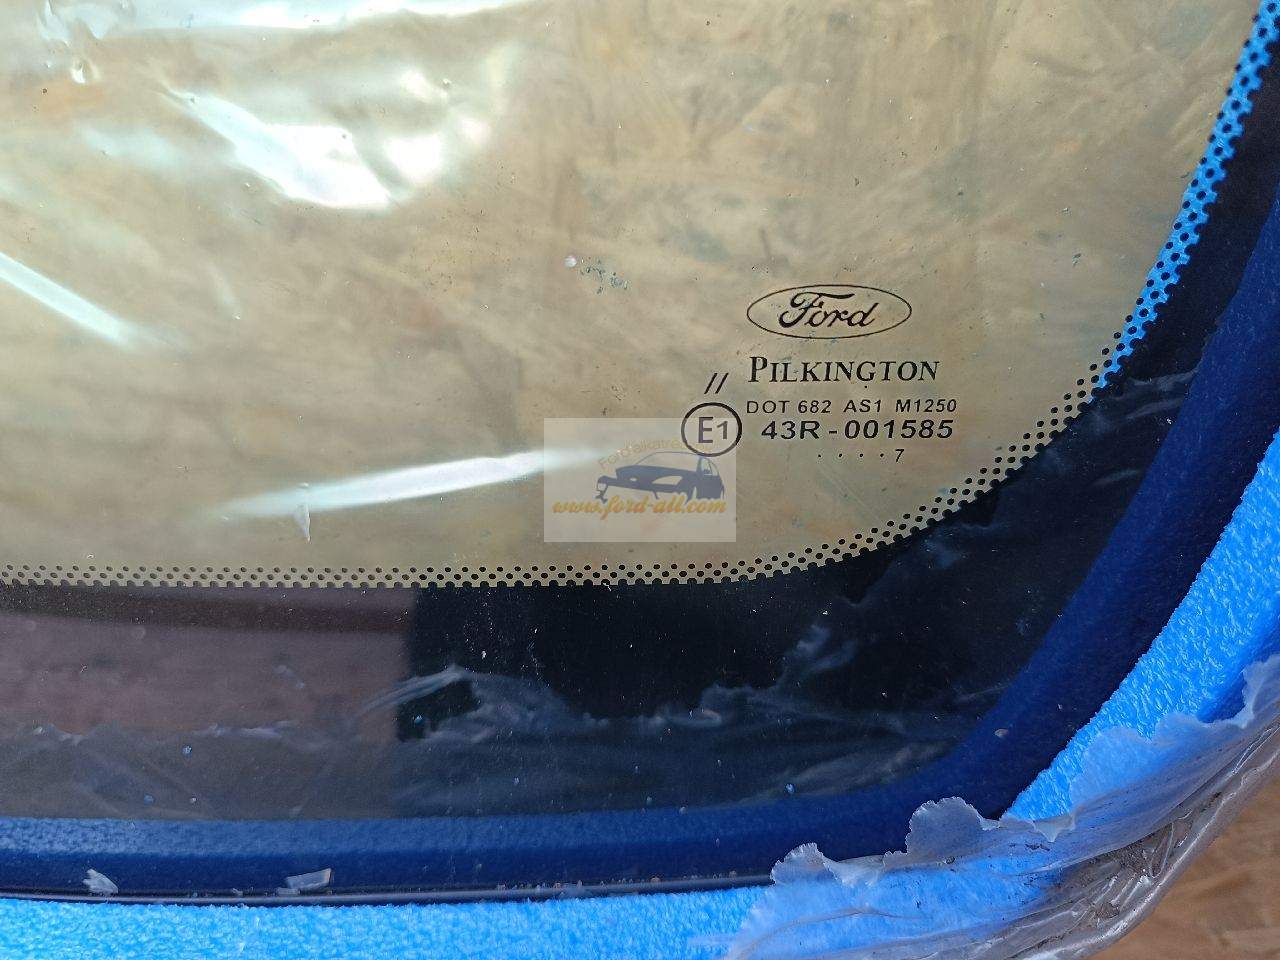 Ford
PILKINGTON
//
DOT 682 AS1 M1250
E1 43R-001585
. . . . 7
www.ford-all.com